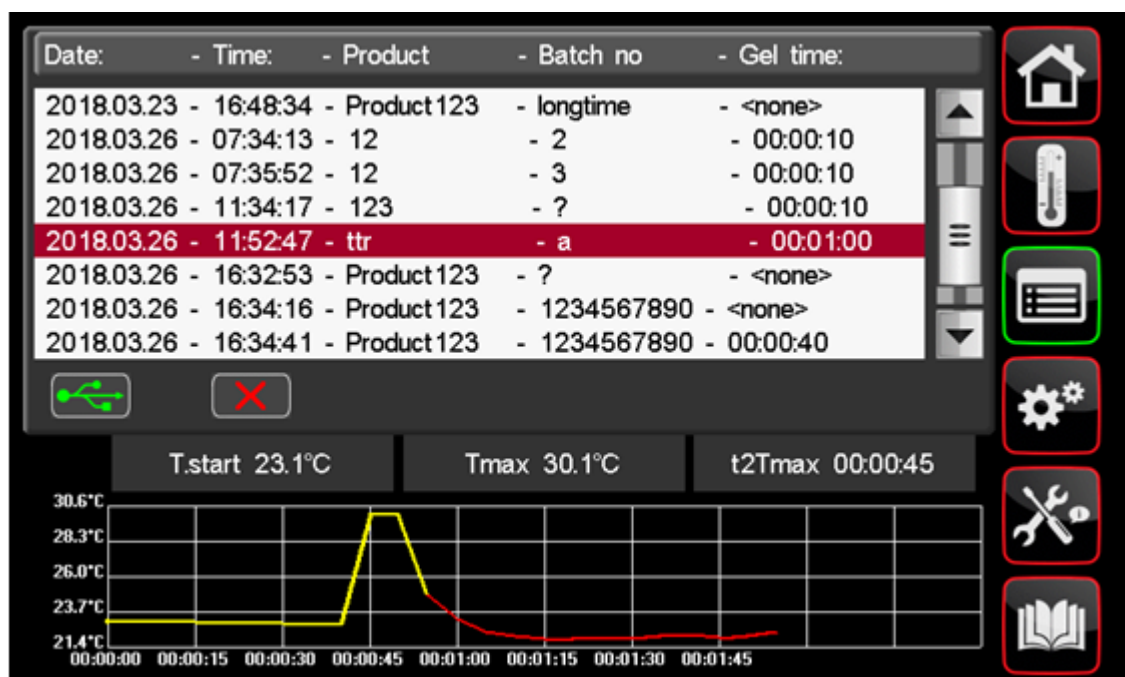 Date: - Time: - Product - Batch no - Gel time:
2018.03.23 - 16:48:34 - Product123 - longtime - <none>
2018.03.26 - 07:34:13 - 12 - 2 - 00:00:10
2018.03.26 - 07:35:52 - 12 - 3 - 00:00:10
2018.03.26 - 11:34:17 - 123 - ? - 00:00:10
2018.03.26 - 11:52:47 - ttr - a - 00:01:00
2018.03.26 - 16:32:53 - Product123 - ? - <none>
2018.03.26 - 16:34:16 - Product123 - 1234567890 - <none>
2018.03.26 - 16:34:41 - Product123 - 1234567890 - 00:00:40
T.start 23.1°C Tmax 30.1°C t2Tmax 00:00:45
30.6°C
28.3°C
26.0°C
23.7°C
21.4°C
00:00:00 00:00:15 00:00:30 00:00:45 00:01:00 00:01:15 00:01:30 00:01:45